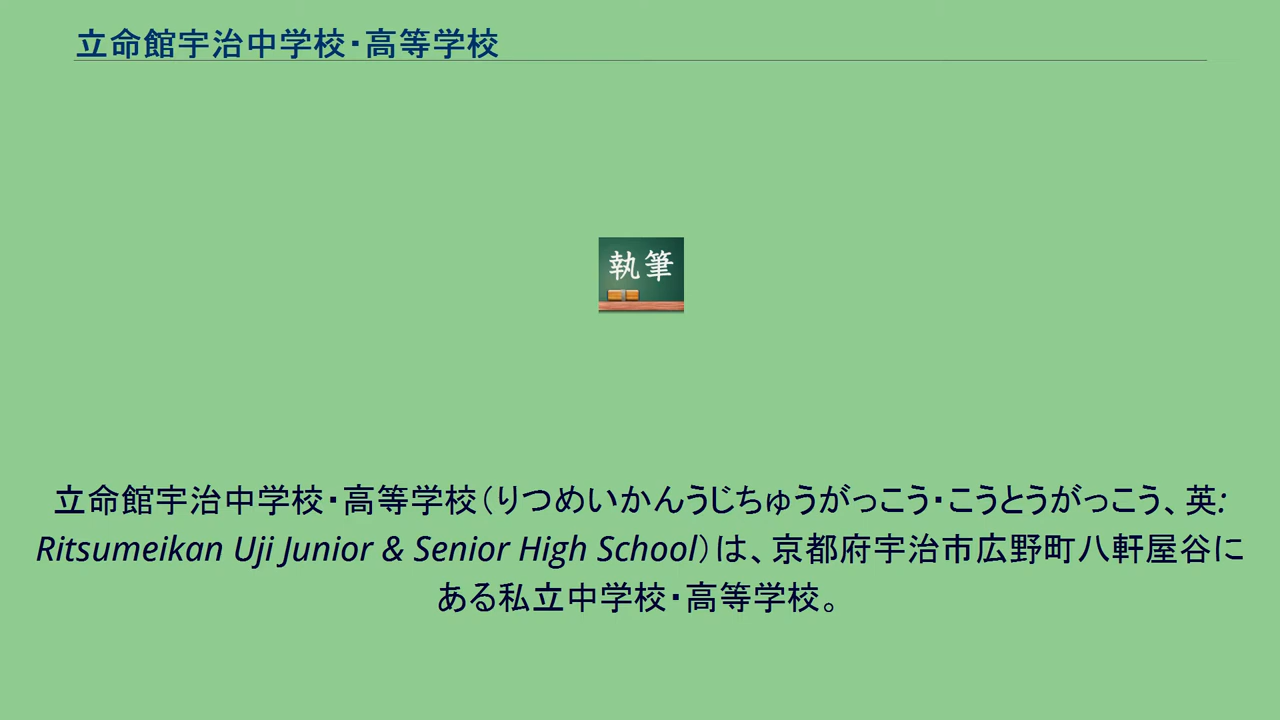 立命館宇治中学校・高等学校
執筆
立命館宇治中学校・高等学校（りつめいかんうじちゅうがっこう・こうとうがっこう、英:
Ritsumeikan Uji Junior & Senior High School）は、京都府宇治市広野町八軒屋谷に
ある私立中学校・高等学校。